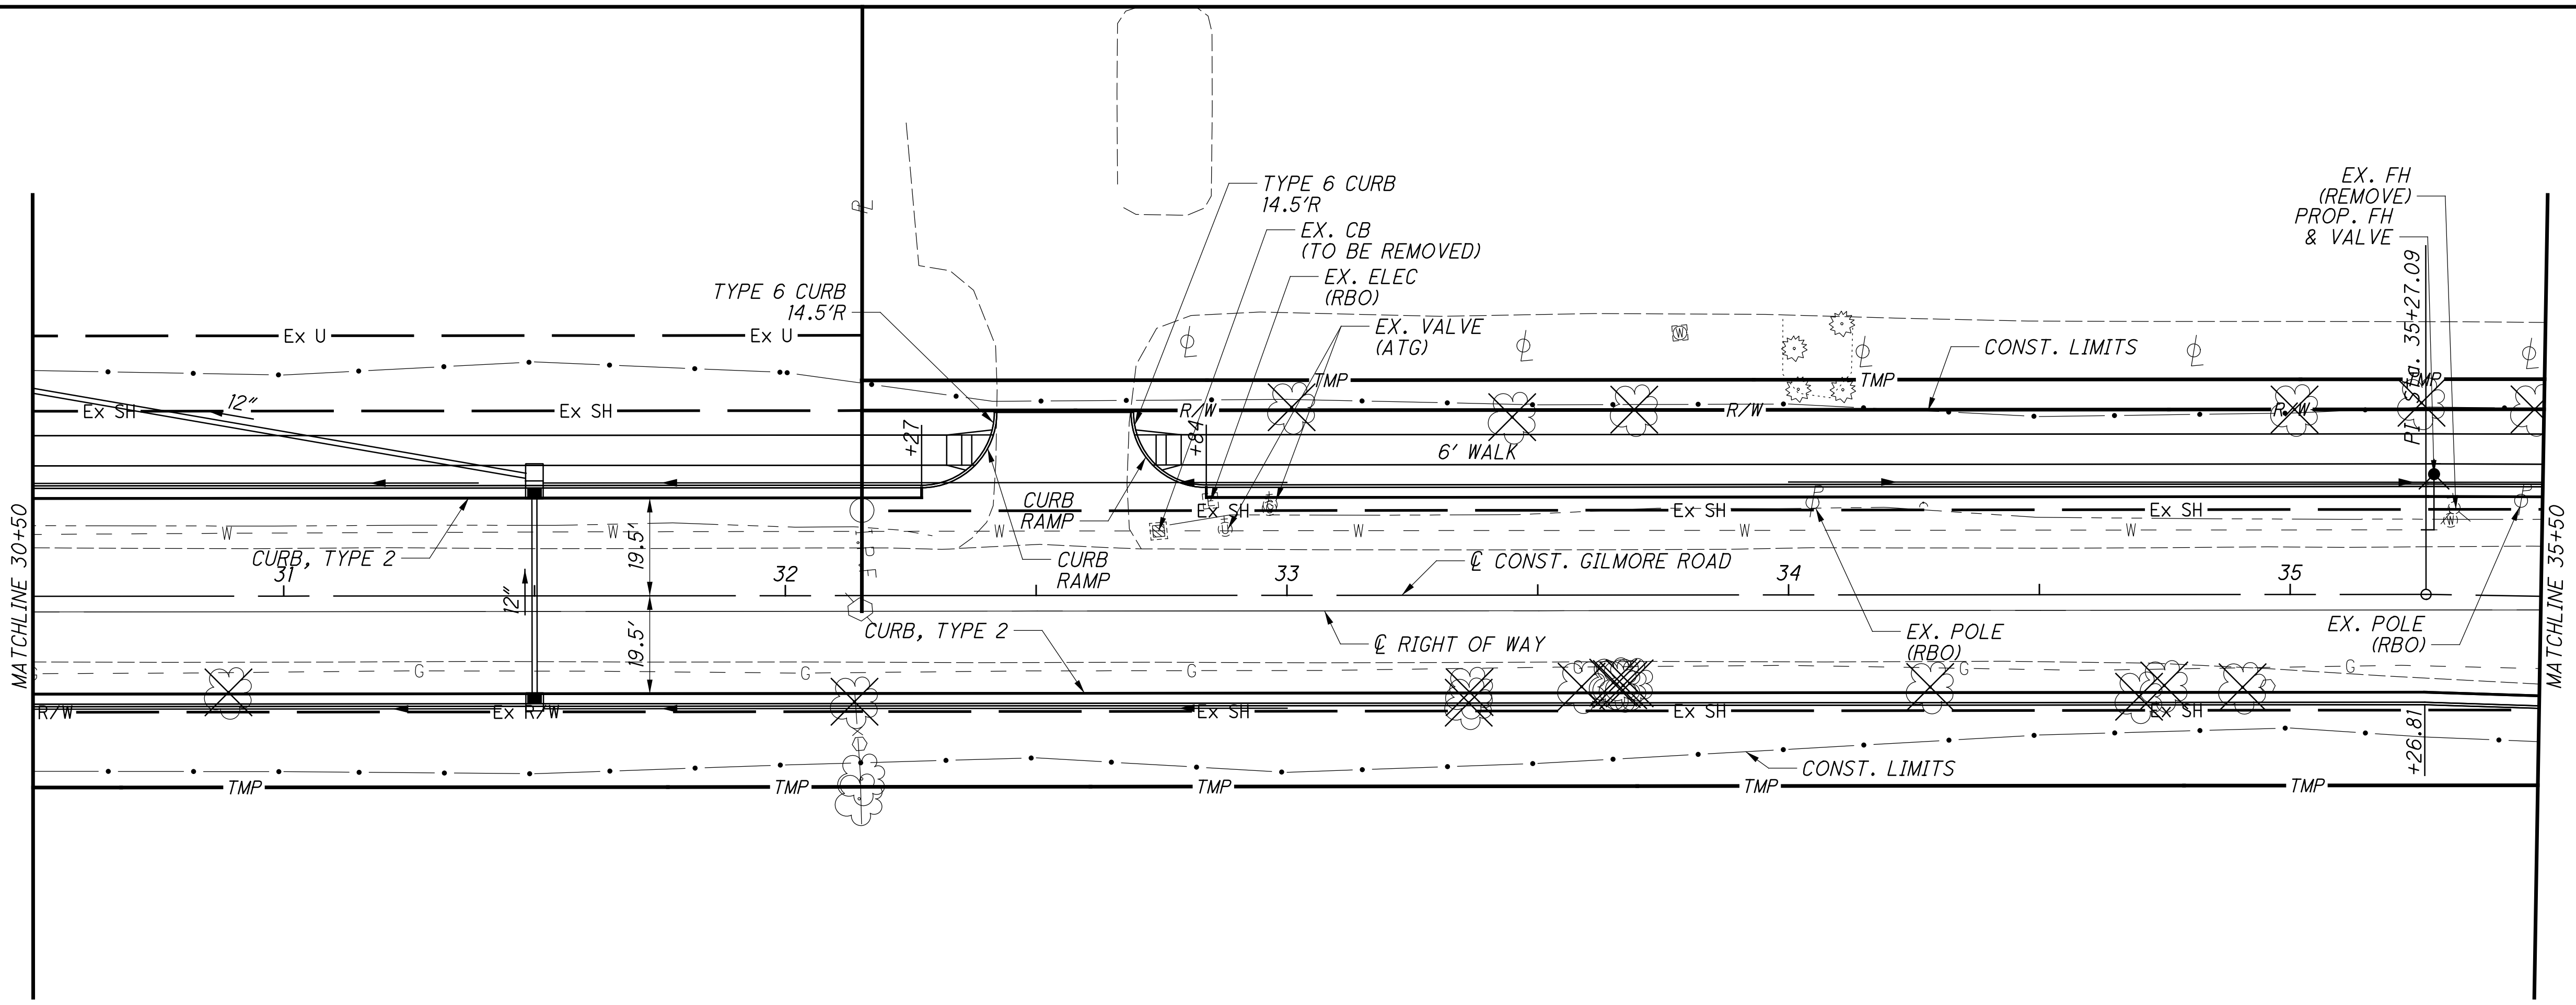 TYPE 6 CURB
14.5'R
EX. CB
(TO BE REMOVED)
EX. ELEC
(RBO)
EX. VALVE
(ATG)
EX. FH
(REMOVE)
PROP. FH
& VALVE
PI Sta. 35+27.09
TYPE 6 CURB
14.5'R
Ex U
Ex U
CONST. LIMITS
TMP
TMP
TMP
W
12"
Ex SH
Ex SH
R/W
R/W
R/W
+27
+84
6' WALK
CURB
RAMP
Ex SH
Ex SH
Ex SH
W
W
W
W
W
W
CURB, TYPE 2
19.5'
CURB
RAMP
℄ CONST. GILMORE ROAD
31
32
33
34
35
12"
MATCHLINE 30+50
MATCHLINE 35+50
CURB, TYPE 2
19.5'
℄ RIGHT OF WAY
EX. POLE
(RBO)
EX. POLE
(RBO)
G
G
G
G
G
G
G
R/W
Ex R/W
Ex SH
Ex SH
Ex SH
+26.81
CONST. LIMITS
TMP
TMP
TMP
TMP
TMP